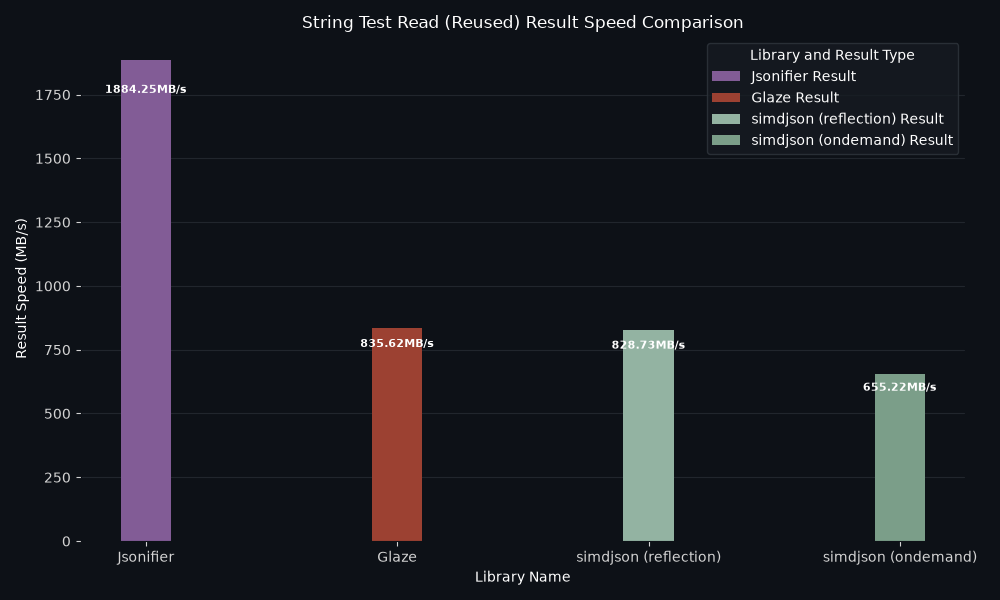 String Test Read (Reused) Result Speed Comparison
Library and Result Type
Jsonifier Result
Glaze Result
simdjson (reflection) Result
simdjson (ondemand) Result
Result Speed (MB/s)
1750
1500
1250
1000
750
500
250
0
1884.25MB/s
835.62MB/s
828.73MB/s
655.22MB/s
Jsonifier
Glaze
simdjson (reflection)
simdjson (ondemand)
Library Name